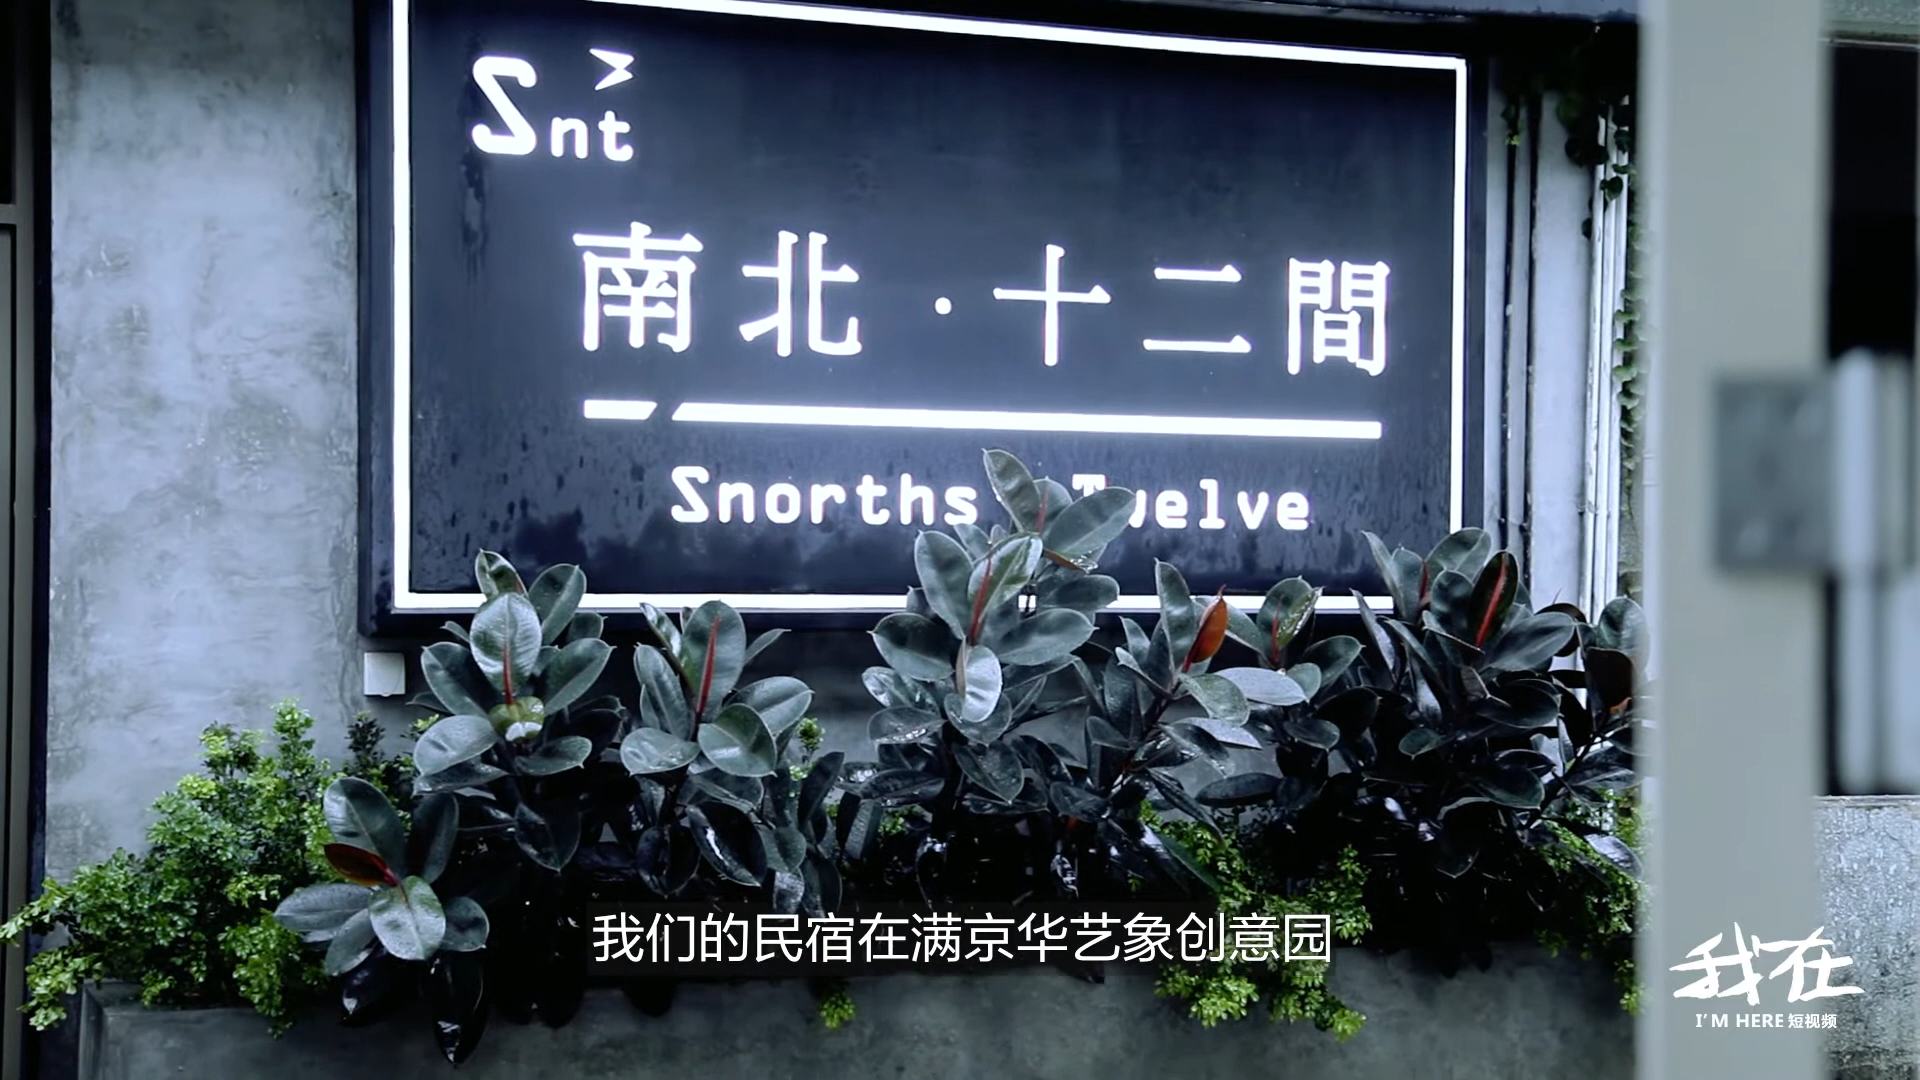 Snt
南北·十二間
Snorths Twelve
我们的民宿在满京华艺象创意园
我在
I'M HERE 短视频